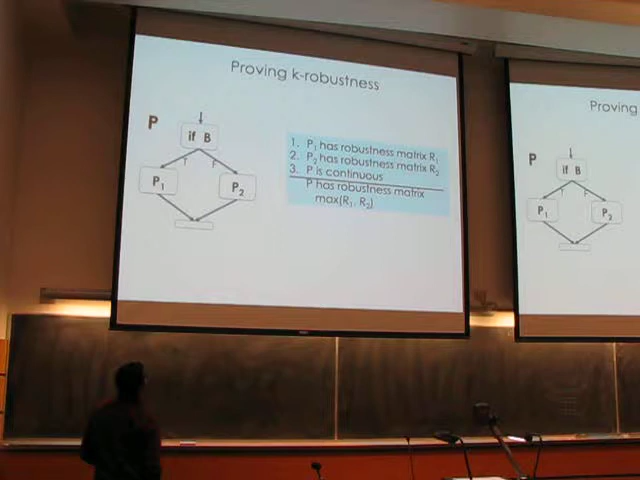 Proving k-robustness
P
if B
T F
P₁
P₂
1. P₁ has robustness matrix R₁
2. P₂ has robustness matrix R₂
3. P is continuous
P has robustness matrix
max(R₁, R₂)
Proving
P
if B
P₁
P₂